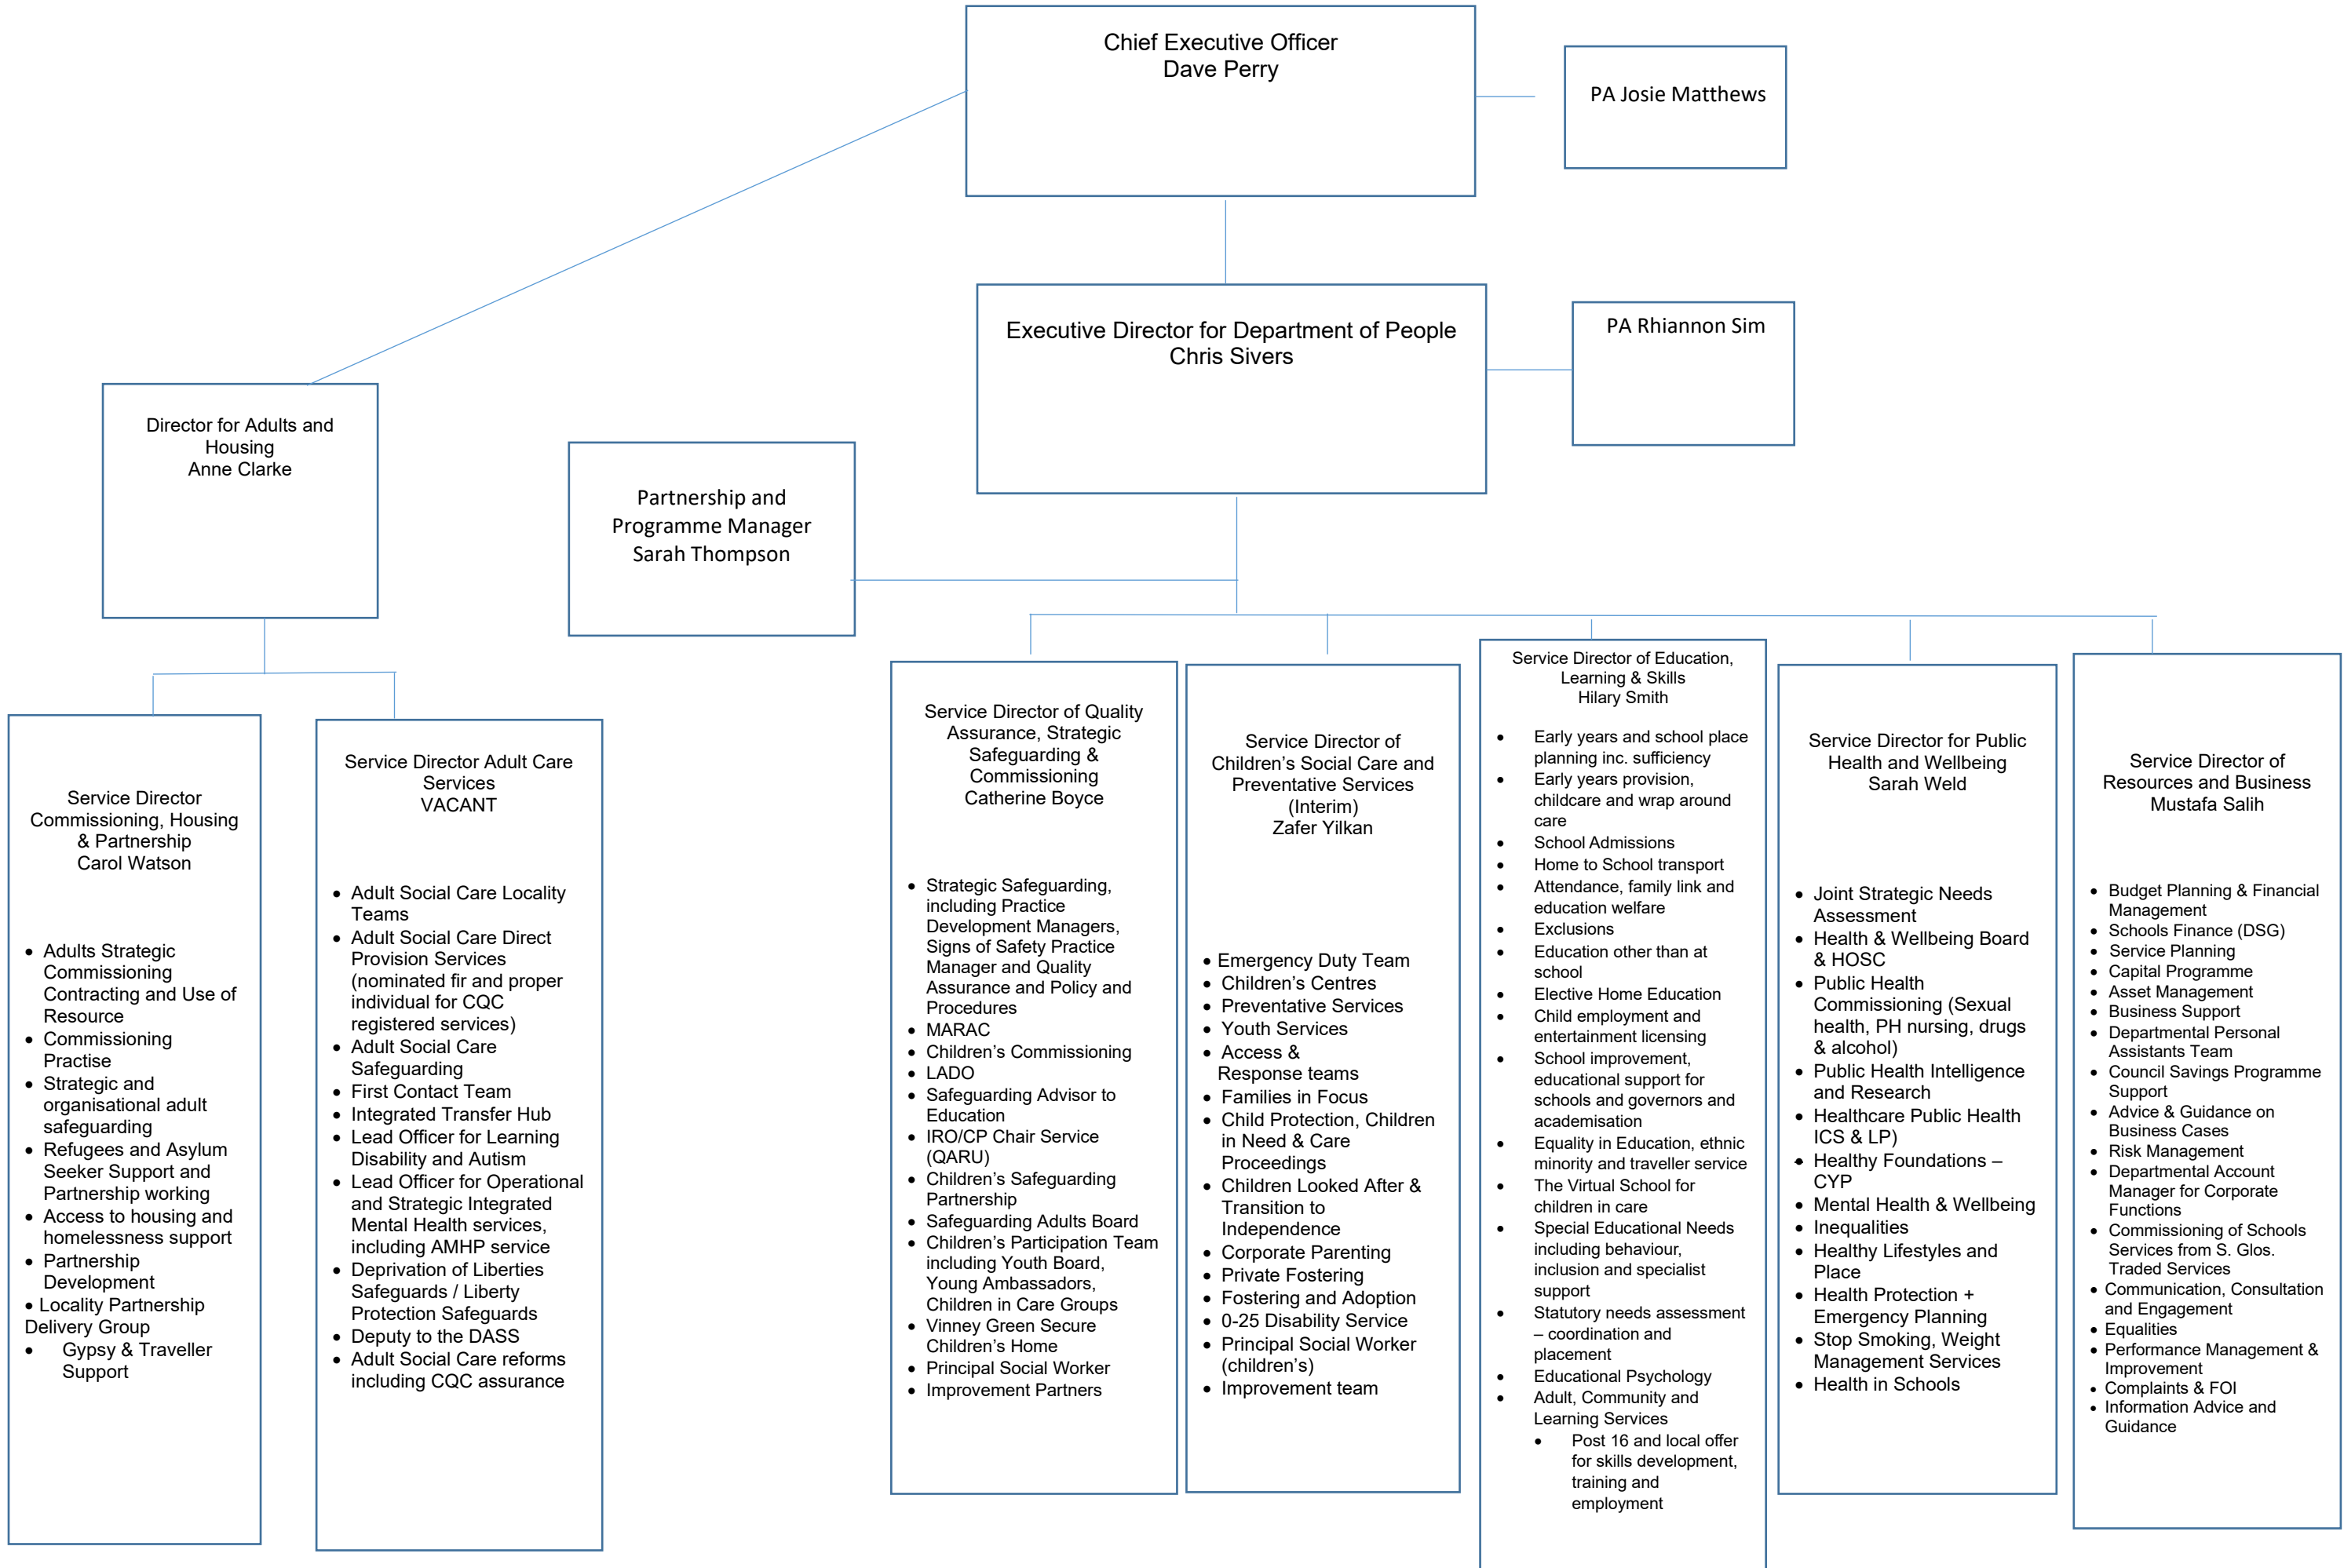 Chief Executive Officer
Dave Perry
PA Josie Matthews
Executive Director for Department of People
Chris Sivers
PA Rhiannon Sim
Director for Adults and
Housing
Anne Clarke
Partnership and
Programme Manager
Sarah Thompson
Service Director
Commissioning, Housing
& Partnership
Carol Watson
• Adults Strategic
Commissioning
Contracting and Use of
Resource
• Commissioning
Practise
• Strategic and
organisational adult
safeguarding
• Refugees and Asylum
Seeker Support and
Partnership working
• Access to housing and
homelessness support
• Partnership
Development
• Locality Partnership
Delivery Group
• Gypsy & Traveller
Support
Service Director Adult Care
Services
VACANT
• Adult Social Care Locality
Teams
• Adult Social Care Direct
Provision Services
(nominated fir and proper
individual for CQC
registered services)
• Adult Social Care
Safeguarding
• First Contact Team
• Integrated Transfer Hub
• Lead Officer for Learning
Disability and Autism
• Lead Officer for Operational
and Strategic Integrated
Mental Health services,
including AMHP service
• Deprivation of Liberties
Safeguards / Liberty
Protection Safeguards
• Deputy to the DASS
• Adult Social Care reforms
including CQC assurance
Service Director of Quality
Assurance, Strategic
Safeguarding &
Commissioning
Catherine Boyce
• Strategic Safeguarding,
including Practice
Development Managers,
Signs of Safety Practice
Manager and Quality
Assurance and Policy and
Procedures
• MARAC
• Children’s Commissioning
• LADO
• Safeguarding Advisor to
Education
• IRO/CP Chair Service
(QARU)
• Children’s Safeguarding
Partnership
• Safeguarding Adults Board
• Children’s Participation Team
including Youth Board,
Young Ambassadors,
Children in Care Groups
• Vinney Green Secure
Children’s Home
• Principal Social Worker
• Improvement Partners
Service Director of
Children’s Social Care and
Preventative Services
(Interim)
Zafer Yilkan
• Emergency Duty Team
• Children’s Centres
• Preventative Services
• Youth Services
• Access &
Response teams
• Families in Focus
• Child Protection, Children
in Need & Care
Proceedings
• Children Looked After &
Transition to
Independence
• Corporate Parenting
• Private Fostering
• Fostering and Adoption
• 0-25 Disability Service
• Principal Social Worker
(children’s)
• Improvement team
Service Director of Education,
Learning & Skills
Hilary Smith
• Early years and school place
planning inc. sufficiency
• Early years provision,
childcare and wrap around
care
• School Admissions
• Home to School transport
• Attendance, family link and
education welfare
• Exclusions
• Education other than at
school
• Elective Home Education
• Child employment and
entertainment licensing
• School improvement,
educational support for
schools and governors and
academisation
• Equality in Education, ethnic
minority and traveller service
• The Virtual School for
children in care
• Special Educational Needs
including behaviour,
inclusion and specialist
support
• Statutory needs assessment
– coordination and
placement
• Educational Psychology
• Adult, Community and
Learning Services
• Post 16 and local offer
for skills development,
training and
employment
Service Director for Public
Health and Wellbeing
Sarah Weld
• Joint Strategic Needs
Assessment
• Health & Wellbeing Board
& HOSC
• Public Health
Commissioning (Sexual
health, PH nursing, drugs
& alcohol)
• Public Health Intelligence
and Research
• Healthcare Public Health
ICS & LP)
• Healthy Foundations –
CYP
• Mental Health & Wellbeing
• Inequalities
• Healthy Lifestyles and
Place
• Health Protection +
Emergency Planning
• Stop Smoking, Weight
Management Services
• Health in Schools
Service Director of
Resources and Business
Mustafa Salih
• Budget Planning & Financial
Management
• Schools Finance (DSG)
• Service Planning
• Capital Programme
• Asset Management
• Business Support
• Departmental Personal
Assistants Team
• Council Savings Programme
Support
• Advice & Guidance on
Business Cases
• Risk Management
• Departmental Account
Manager for Corporate
Functions
• Commissioning of Schools
Services from S. Glos.
Traded Services
• Communication, Consultation
and Engagement
• Equalities
• Performance Management &
Improvement
• Complaints & FOI
• Information Advice and
Guidance